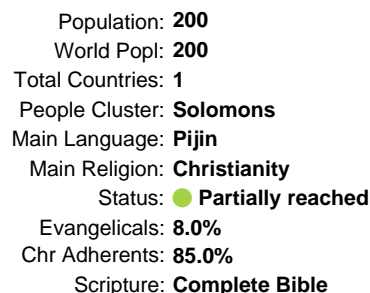 Population: 200
World Popl: 200
Total Countries: 1
People Cluster: Solomons
Main Language: Pijin
Main Religion: Christianity
Status: Partially reached
Evangelicals: 8.0%
Chr Adherents: 85.0%
Scripture: Complete Bible